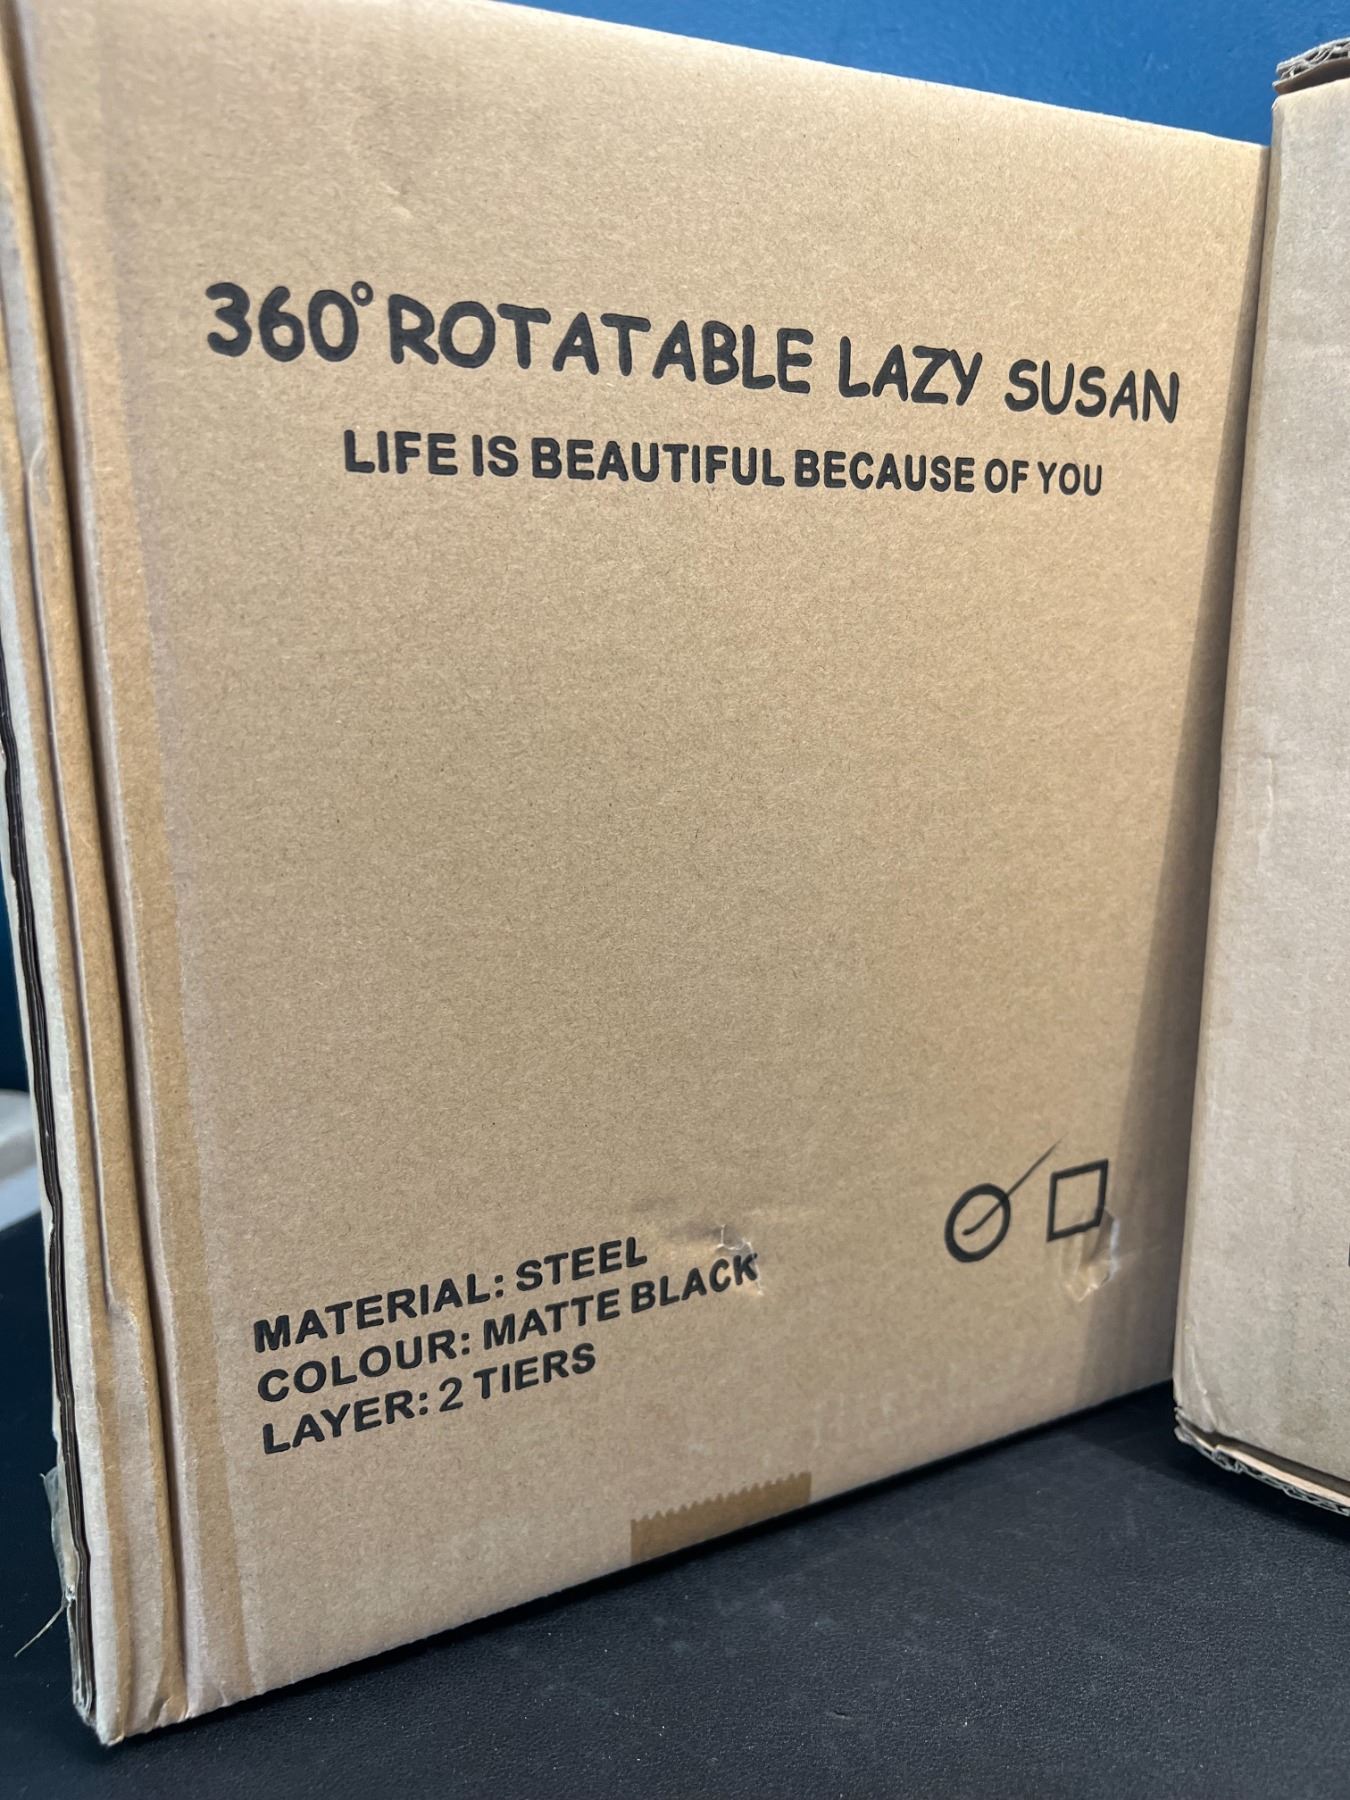 360° ROTATABLE LAZY SUSAN
LIFE IS BEAUTIFUL BECAUSE OF YOU
MATERIAL: STEEL
COLOUR: MATTE BLACK
LAYER: 2 TIERS